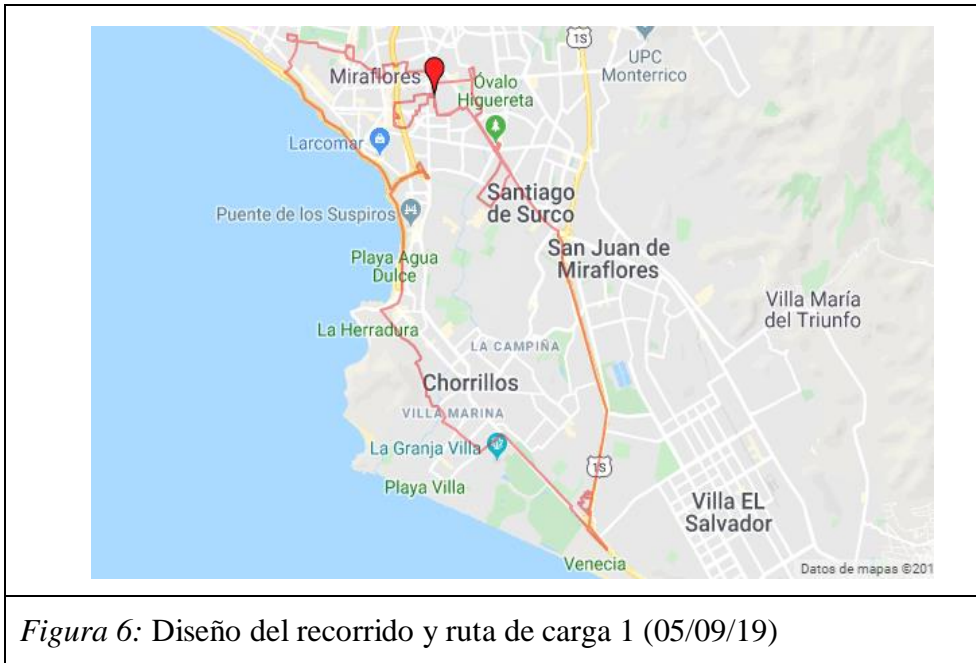 1S
UPC
Monterrico
Miraflores
Óvalo
Higuereta
Larcomar
Santiago
de Surco
Puente de los Suspiros
San Juan de
Miraflores
Playa Agua
Dulce
Villa María
del Triunfo
La Herradura
LA CAMPIÑA
Chorrillos
VILLA MARINA
La Granja Villa
1S
Playa Villa
Villa EL
Salvador
Venecia
Datos de mapas ©201
Figura 6: Diseño del recorrido y ruta de carga 1 (05/09/19)